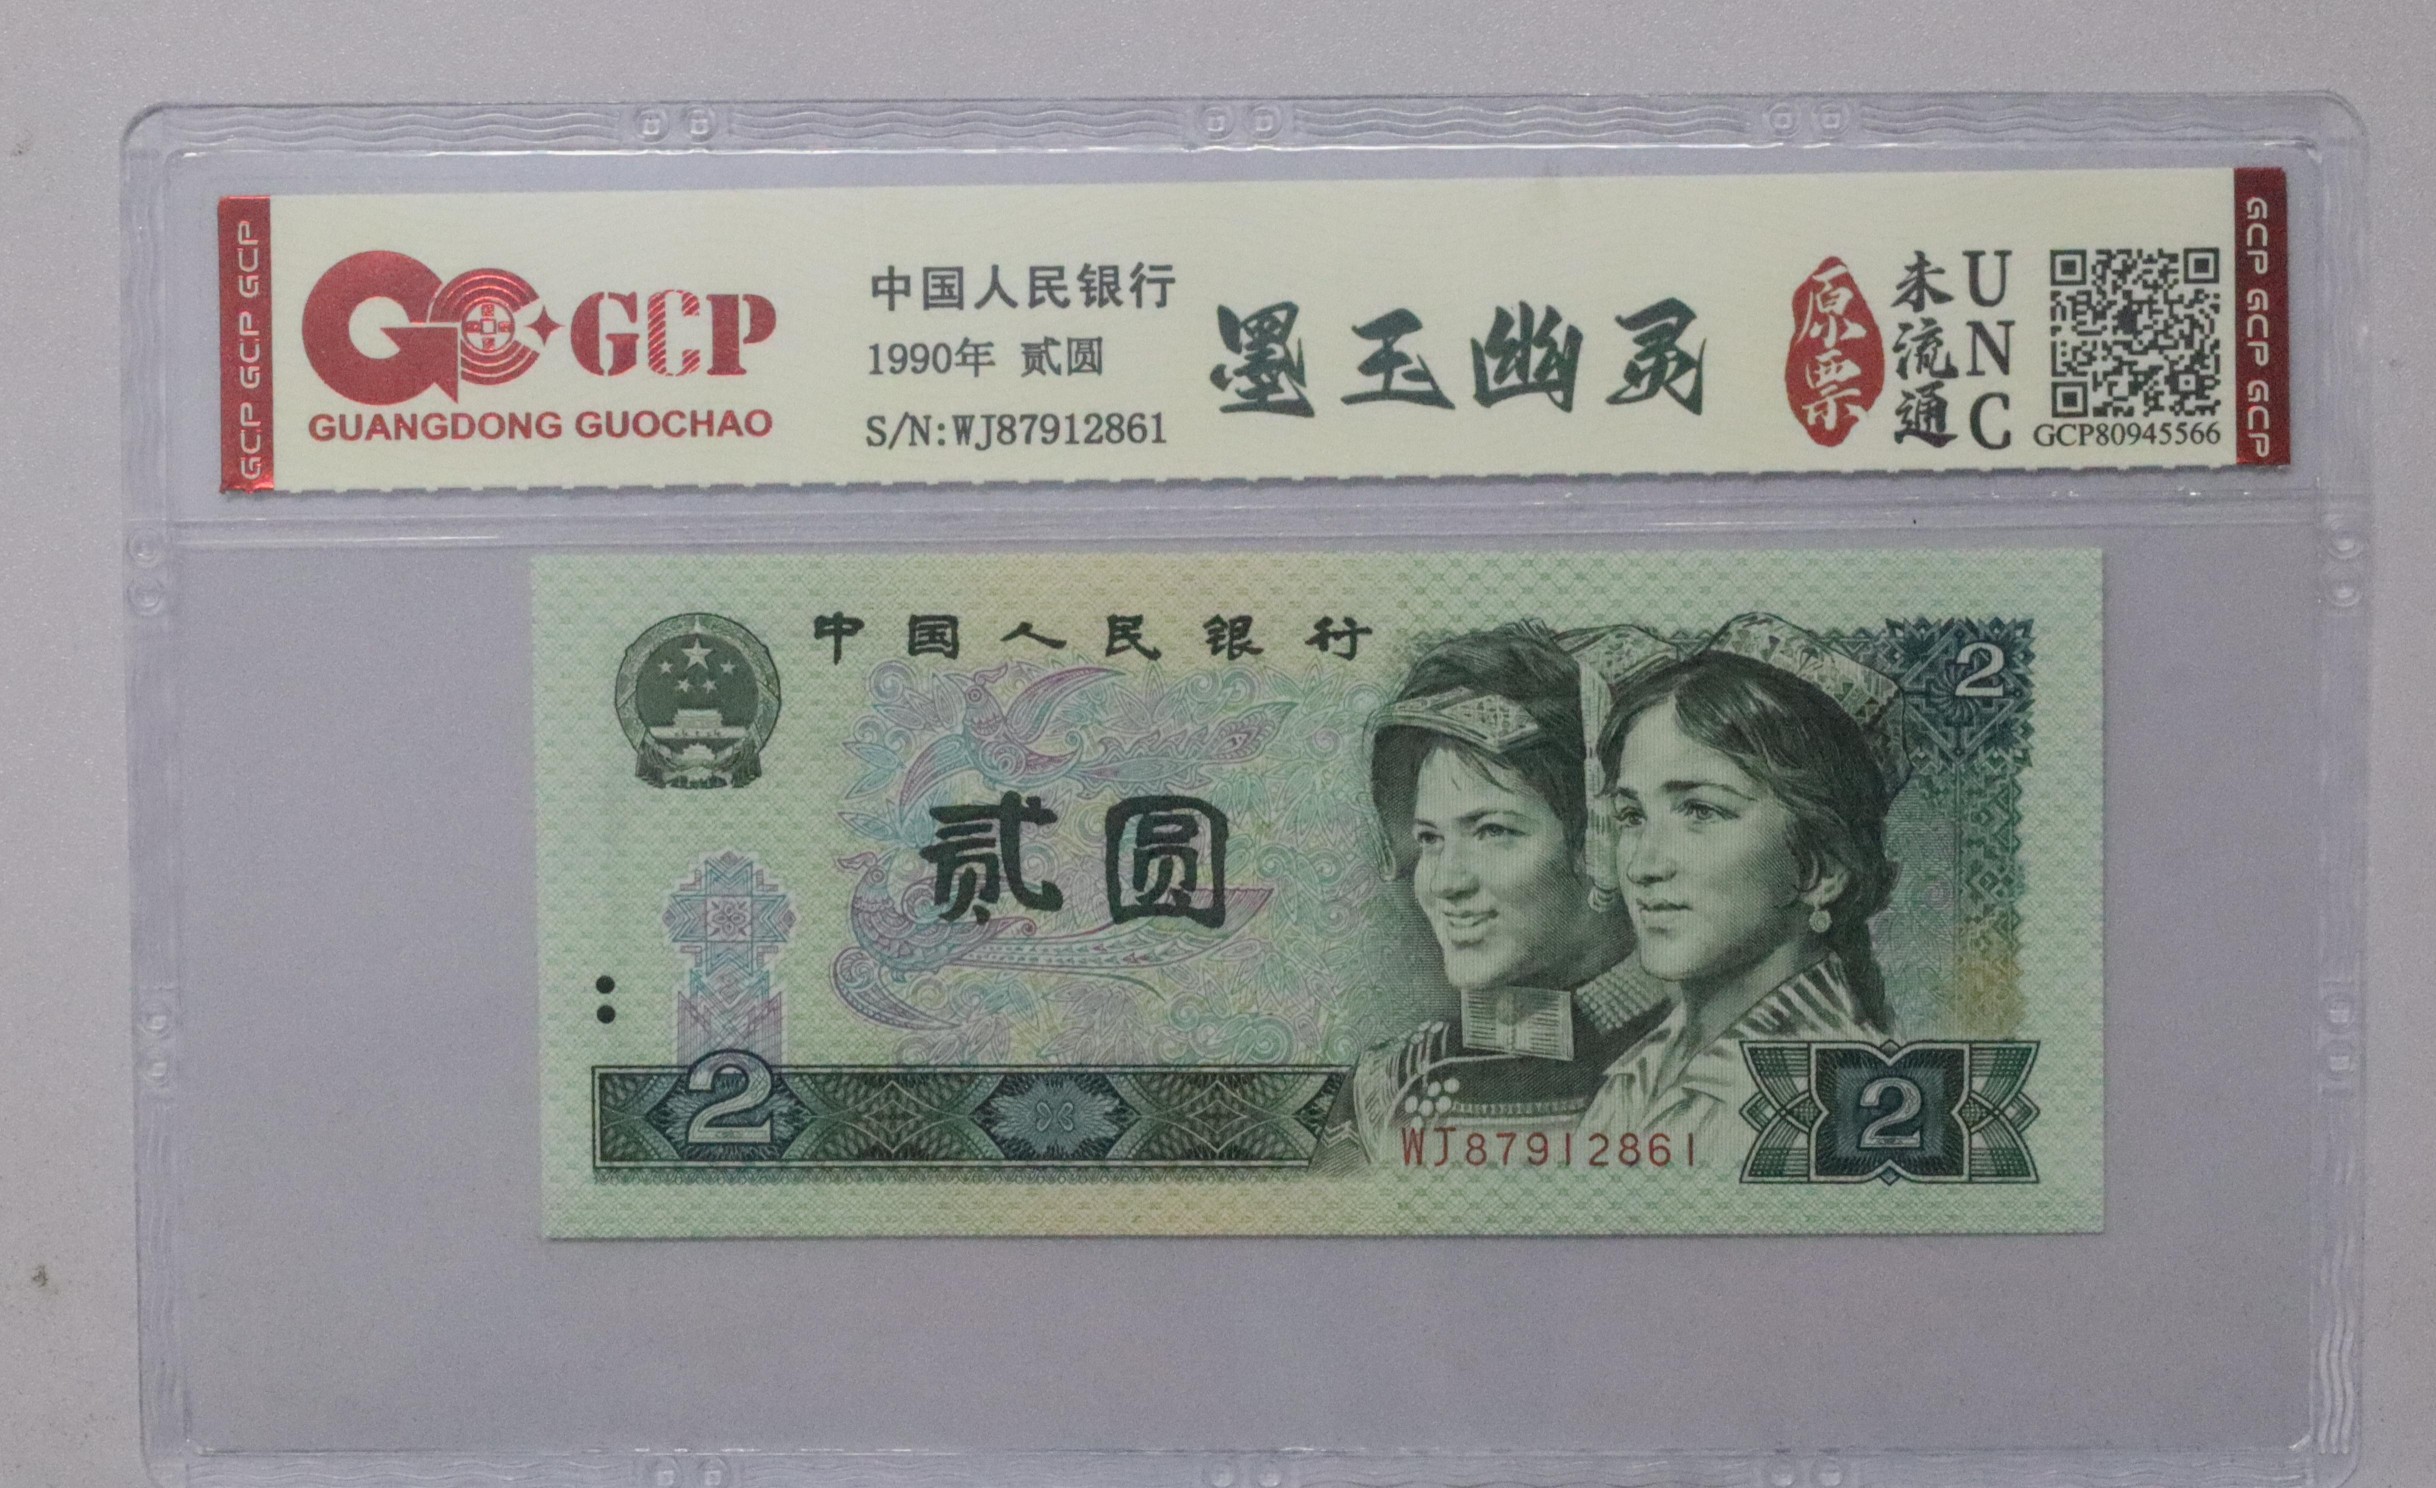 GCP GCP GCP
GCP
GUANGDONG GUOCHAO
中国人民银行
1990年 贰圆
S/N:WJ87912861
墨玉幽灵
原票
未流通
UNC
GCP80945566
GCP GCP GCP
中国人民银行
2
贰圆
2
WJ87912861
2